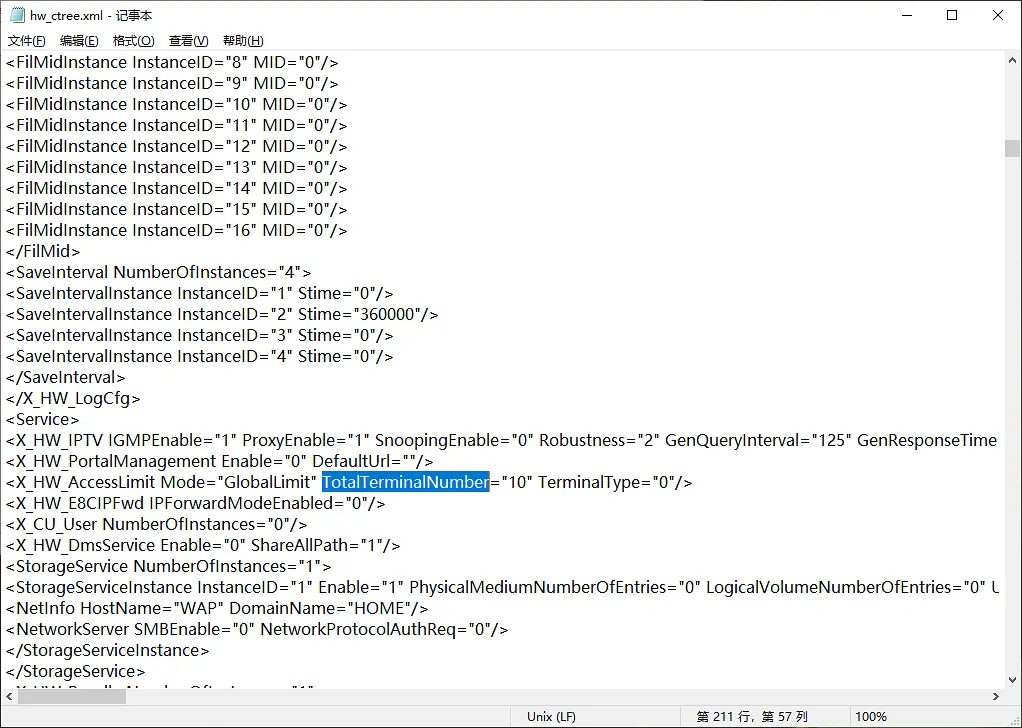 hw_ctree.xml - 记事本
文件(F) 编辑(E) 格式(O) 查看(V) 帮助(H)
<FilMidInstance InstanceID="8" MID="0"/>
<FilMidInstance InstanceID="9" MID="0"/>
<FilMidInstance InstanceID="10" MID="0"/>
<FilMidInstance InstanceID="11" MID="0"/>
<FilMidInstance InstanceID="12" MID="0"/>
<FilMidInstance InstanceID="13" MID="0"/>
<FilMidInstance InstanceID="14" MID="0"/>
<FilMidInstance InstanceID="15" MID="0"/>
<FilMidInstance InstanceID="16" MID="0"/>
</FilMid>
<SaveInterval NumberOfInstances="4">
<SaveIntervalInstance InstanceID="1" Stime="0"/>
<SaveIntervalInstance InstanceID="2" Stime="360000"/>
<SaveIntervalInstance InstanceID="3" Stime="0"/>
<SaveIntervalInstance InstanceID="4" Stime="0"/>
</SaveInterval>
</X_HW_LogCfg>
<Service>
<X_HW_IPTV IGMPEnable="1" ProxyEnable="1" SnoopingEnable="0" Robustness="2" GenQueryInterval="125" GenResponseTime
<X_HW_PortalManagement Enable="0" DefaultUrl=""/>
<X_HW_AccessLimit Mode="GlobalLimit" TotalTerminalNumber="10" TerminalType="0"/>
<X_HW_E8CIPFwd IPForwardModeEnabled="0"/>
<X_CU_User NumberOfInstances="0"/>
<X_HW_DmsService Enable="0" ShareAllPath="1"/>
<StorageService NumberOfInstances="1">
<StorageServiceInstance InstanceID="1" Enable="1" PhysicalMediumNumberOfEntries="0" LogicalVolumeNumberOfEntries="0" U
<NetInfo HostName="WAP" DomainName="HOME"/>
<NetworkServer SMBEnable="0" NetworkProtocolAuthReq="0"/>
</StorageServiceInstance>
</StorageService>
Unix (LF) 第 211 行，第 57 列 100%